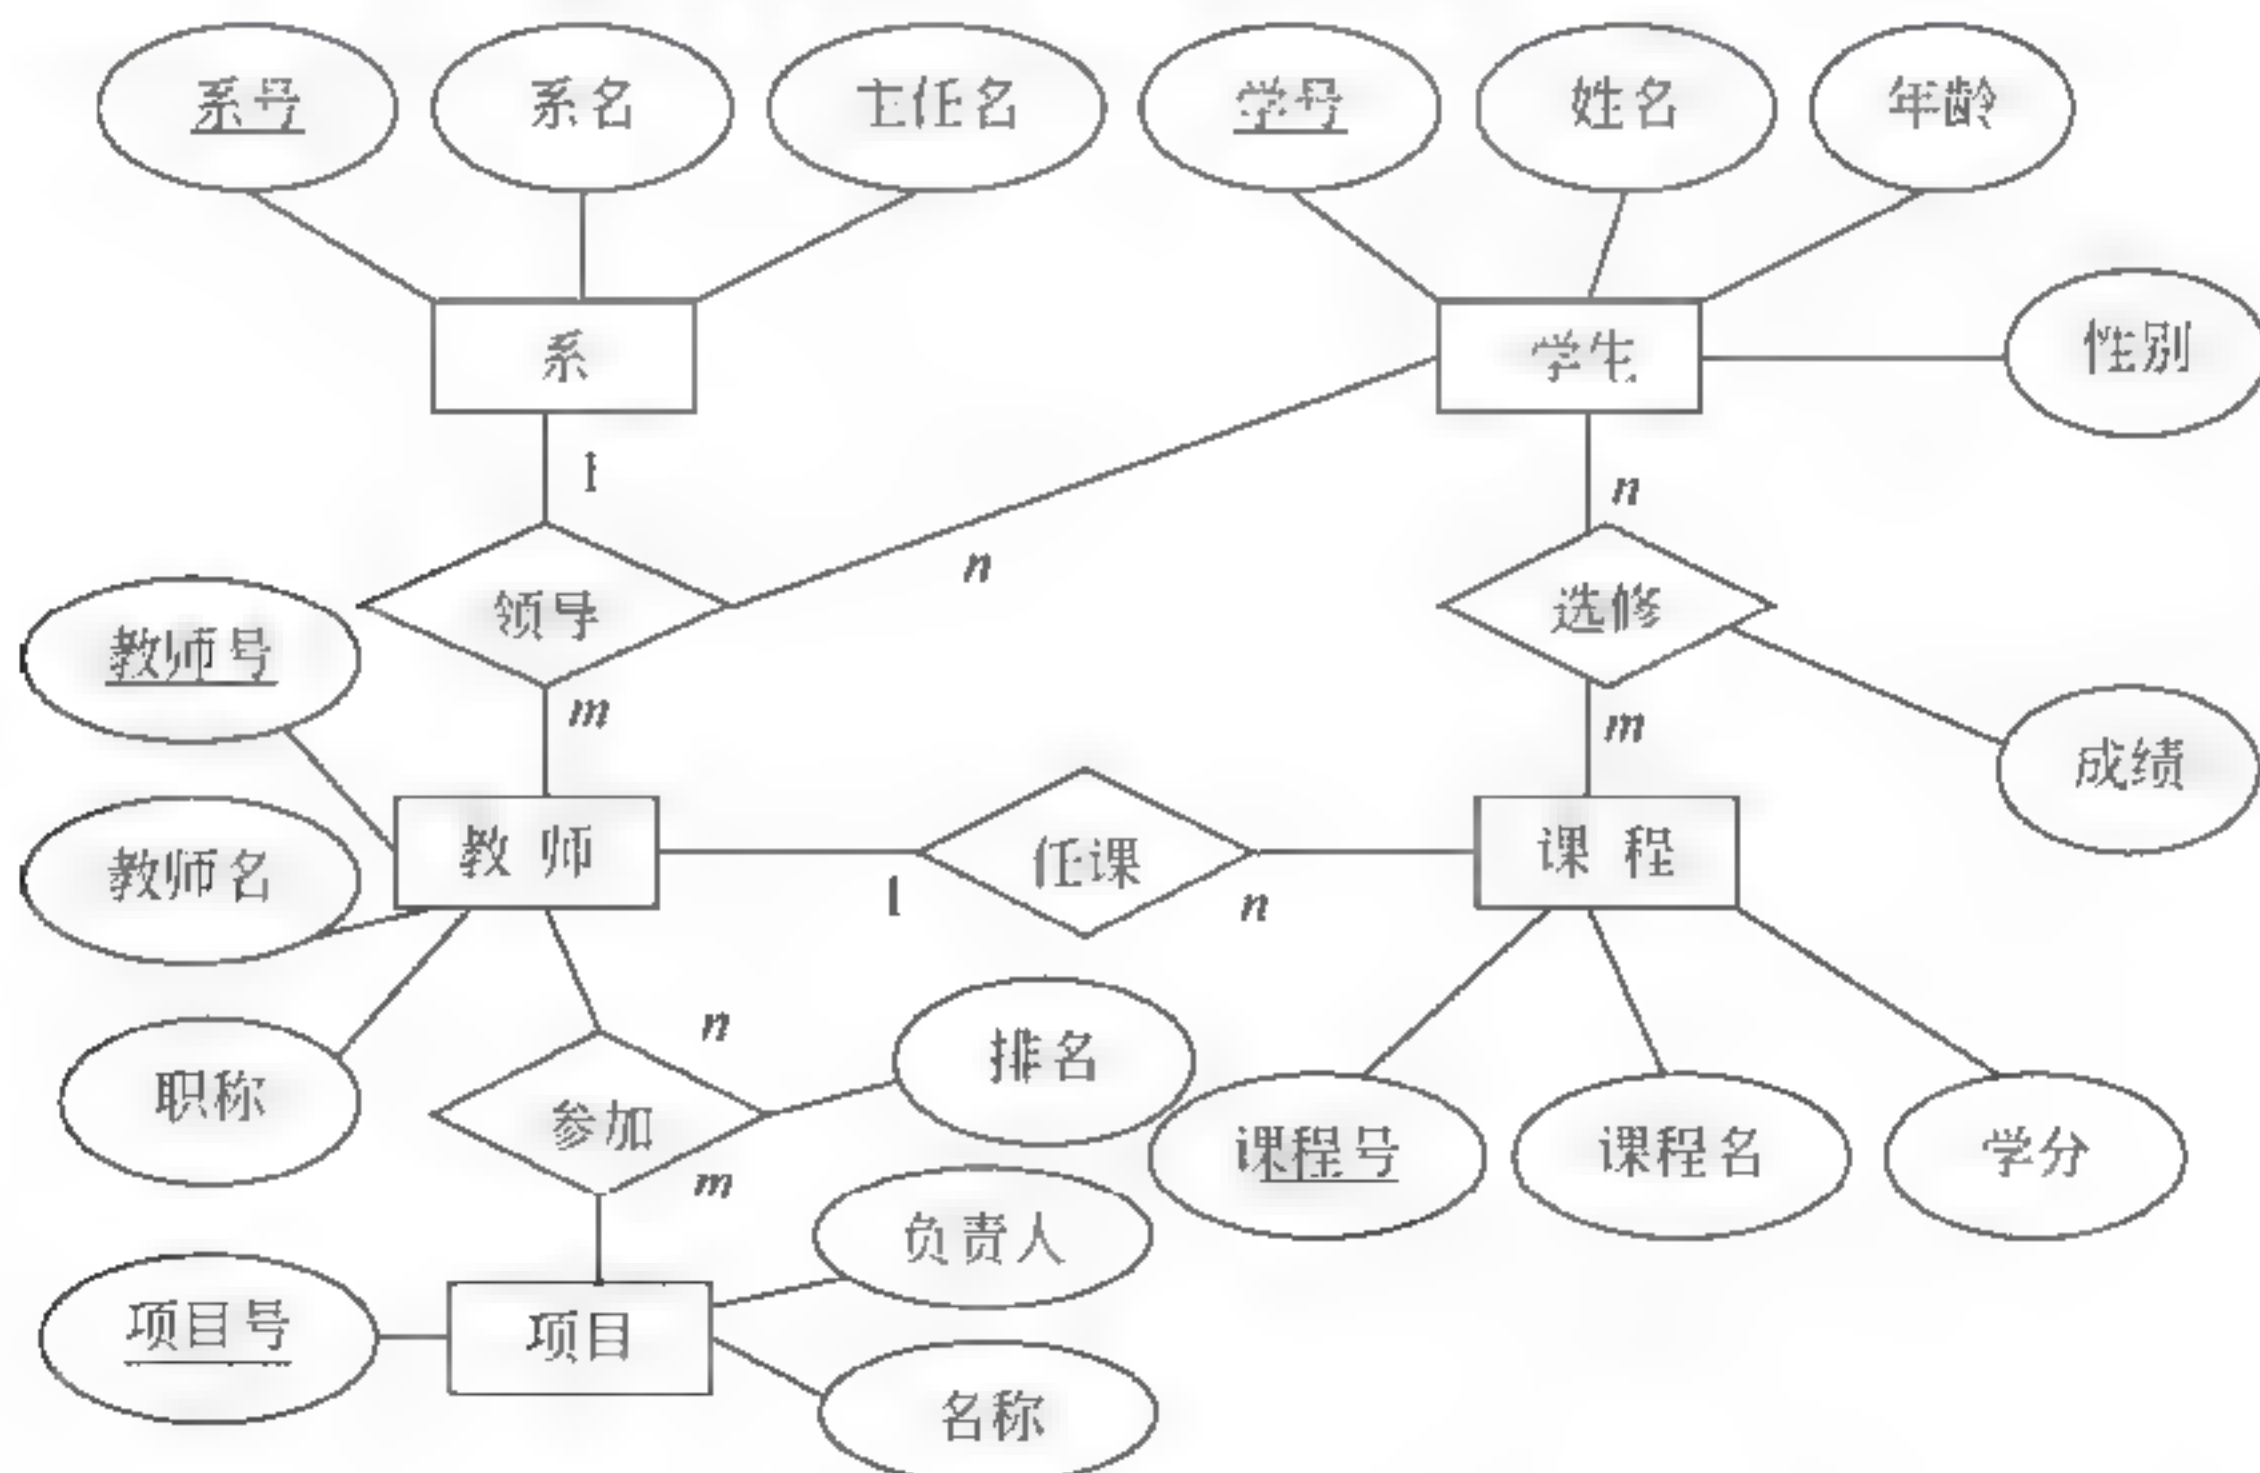 系号 系名 主任名 学号 姓名 年龄
系 学生 性别
1
n
n
领导 选修
教师号
m m
成绩
教师名 教 师 任课 课 程
1 n
n 排名
职称 参加 课程号 课程名 学分
m
负责人
项目号 项目
名称